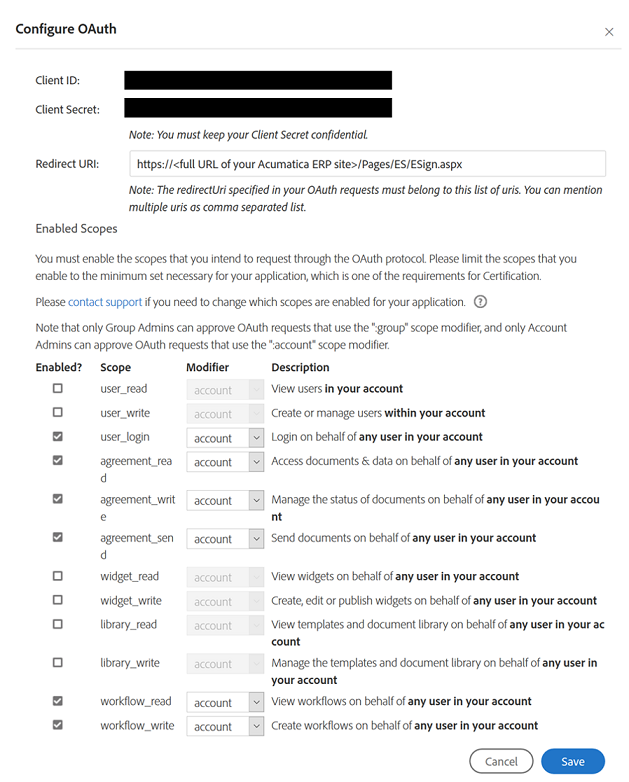 Configure OAuth
Client ID:
Client Secret:
Note: You must keep your Client Secret confidential.
Redirect URI:
https://<full URL of your Acumatica ERP site>/Pages/ES/ESign.aspx
Note: The redirectUri specified in your OAuth requests must belong to this list of uris. You can mention
multiple uris as comma separated list.
Enabled Scopes
You must enable the scopes that you intend to request through the OAuth protocol. Please limit the scopes that you
enable to the minimum set necessary for your application, which is one of the requirements for Certification.
Please contact support if you need to change which scopes are enabled for your application. ?
Note that only Group Admins can approve OAuth requests that use the ":group" scope modifier, and only Account
Admins can approve OAuth requests that use the ":account" scope modifier.
Enabled? Scope Modifier Description
user_read account View users in your account
user_write account Create or manage users within your account
user_login account Login on behalf of any user in your account
agreement_rea account Access documents & data on behalf of any user in your account
d
agreement_writ account Manage the status of documents on behalf of any user in your accou
e nt
agreement_sen account Send documents on behalf of any user in your account
d
widget_read account View widgets on behalf of any user in your account
widget_write account Create, edit or publish widgets on behalf of any user in your account
library_read account View templates and document library on behalf of any user in your ac
count
library_write account Manage the templates and document library on behalf of any user in
your account
workflow_read account View workflows on behalf of any user in your account
workflow_write account Create workflows on behalf of any user in your account
Cancel Save